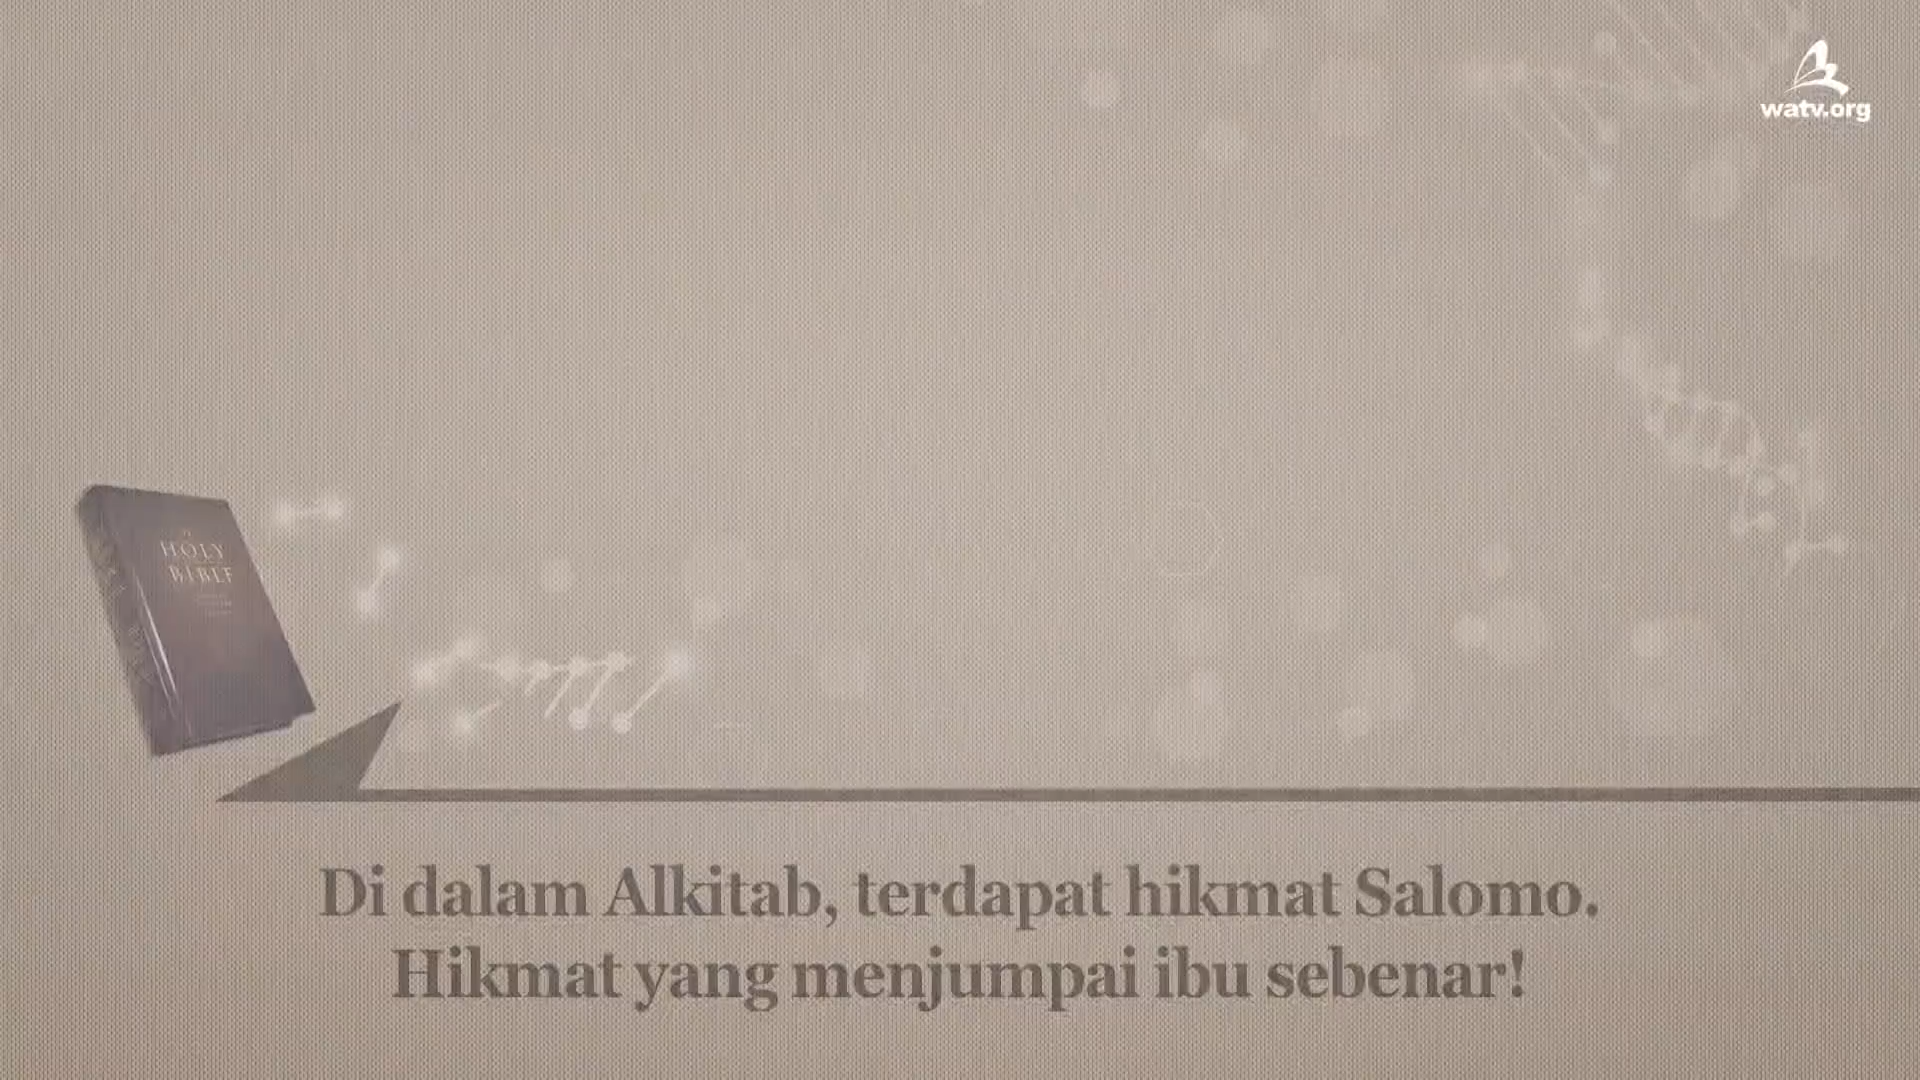 watv.org
HOLY
BIBLE
Di dalam Alkitab, terdapat hikmat Salomo.
Hikmat yang menjumpai ibu sebenar!